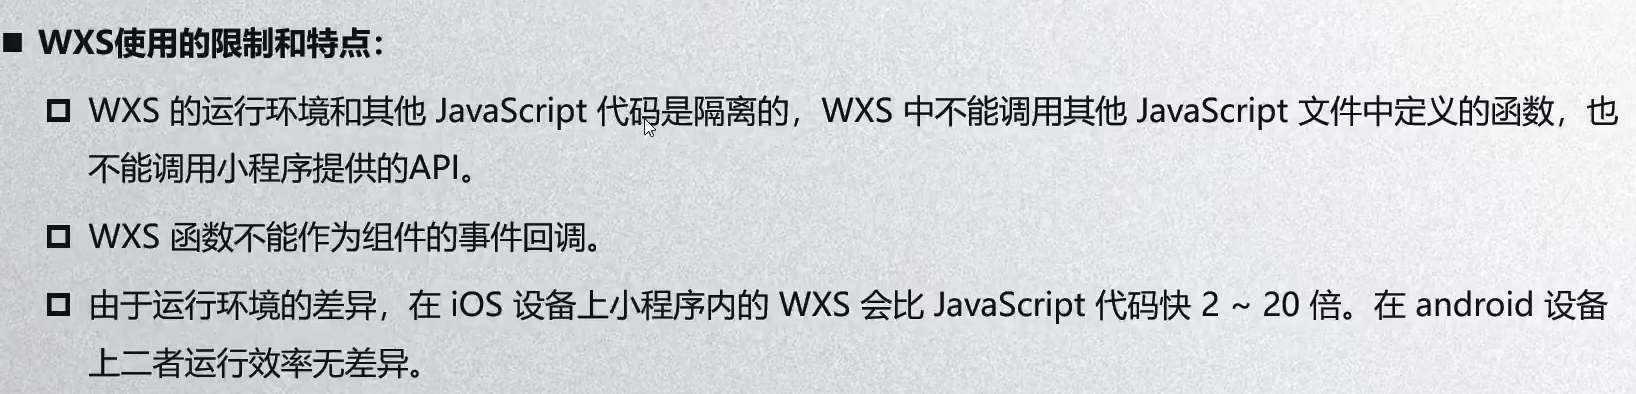 WXS使用的限制和特点：
WXS 的运行环境和其他 JavaScript 代码是隔离的，WXS 中不能调用其他 JavaScript 文件中定义的函数，也
不能调用小程序提供的API。
WXS 函数不能作为组件的事件回调。
由于运行环境的差异，在 iOS 设备上小程序内的 WXS 会比 JavaScript 代码快 2 ~ 20 倍。在 android 设备
上二者运行效率无差异。